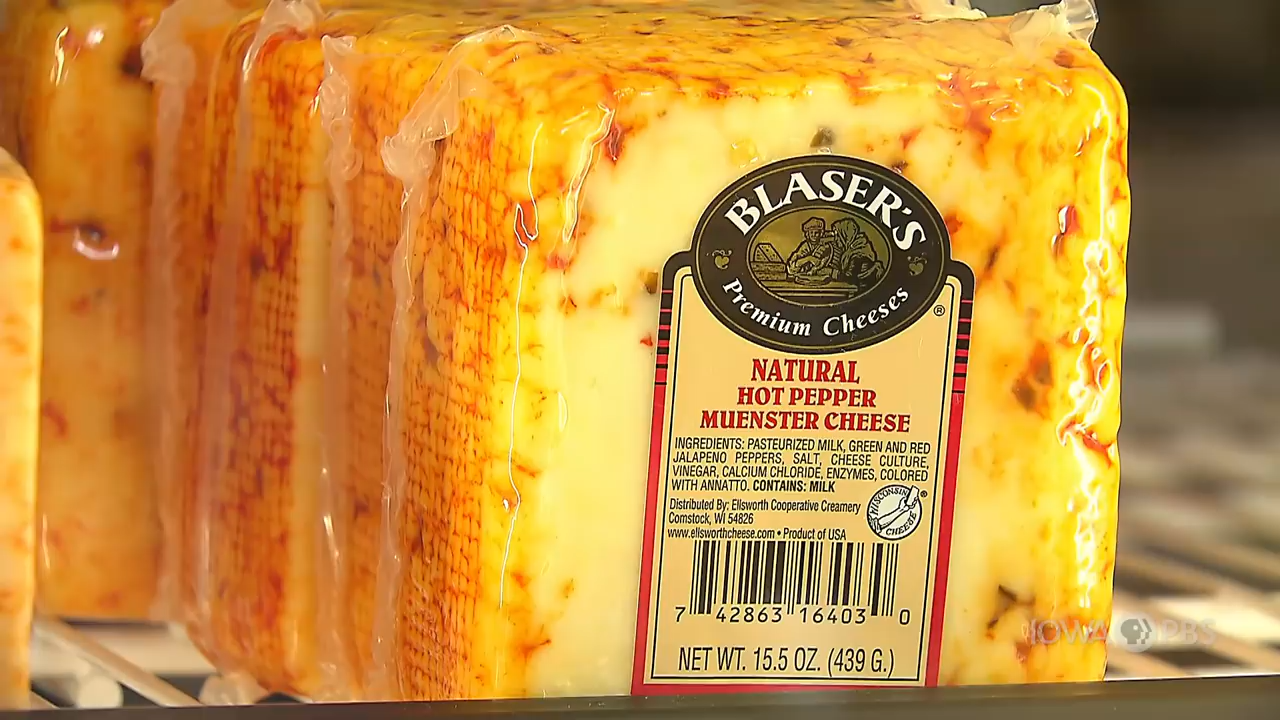 BLASER'S
Premium Cheeses
®
NATURAL
HOT PEPPER
MUENSTER CHEESE
INGREDIENTS: PASTEURIZED MILK, GREEN AND RED
JALAPENO PEPPERS, SALT, CHEESE CULTURE,
VINEGAR, CALCIUM CHLORIDE, ENZYMES, COLORED
WITH ANNATTO. CONTAINS: MILK
Distributed By: Ellsworth Cooperative Creamery
Comstock, WI 54826
www.ellsworthcheese.com • Product of USA
WISCONSIN
CHEESE
®
7 42863 16403 0
NET WT. 15.5 OZ. (439 G.)
IOWA PBS